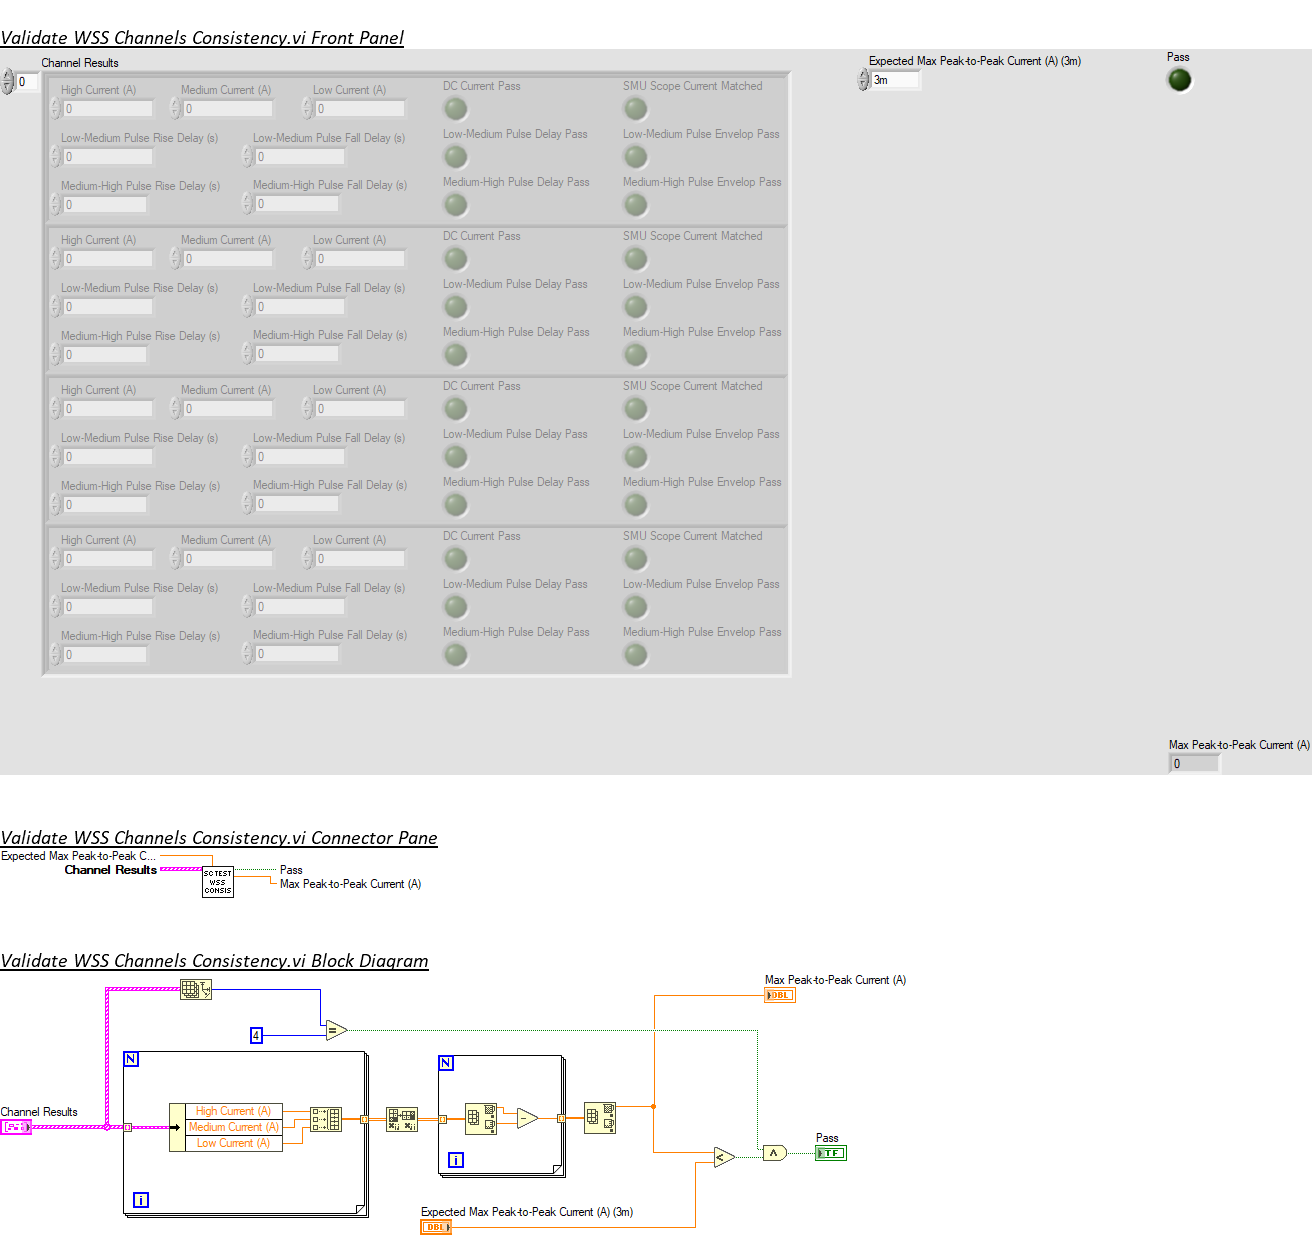 Validate WSS Channels Consistency.vi Front Panel
Channel Results
Expected Max Peak-to-Peak Current (A) (3m)
Pass
0
3m
High Current (A)
Medium Current (A)
Low Current (A)
DC Current Pass
SMU Scope Current Matched
0
0
0
Low-Medium Pulse Rise Delay (s)
Low-Medium Pulse Fall Delay (s)
Low-Medium Pulse Delay Pass
Low-Medium Pulse Envelop Pass
0
0
Medium-High Pulse Rise Delay (s)
Medium-High Pulse Fall Delay (s)
Medium-High Pulse Delay Pass
Medium-High Pulse Envelop Pass
0
0
High Current (A)
Medium Current (A)
Low Current (A)
DC Current Pass
SMU Scope Current Matched
0
0
0
Low-Medium Pulse Rise Delay (s)
Low-Medium Pulse Fall Delay (s)
Low-Medium Pulse Delay Pass
Low-Medium Pulse Envelop Pass
0
0
Medium-High Pulse Rise Delay (s)
Medium-High Pulse Fall Delay (s)
Medium-High Pulse Delay Pass
Medium-High Pulse Envelop Pass
0
0
High Current (A)
Medium Current (A)
Low Current (A)
DC Current Pass
SMU Scope Current Matched
0
0
0
Low-Medium Pulse Rise Delay (s)
Low-Medium Pulse Fall Delay (s)
Low-Medium Pulse Delay Pass
Low-Medium Pulse Envelop Pass
0
0
Medium-High Pulse Rise Delay (s)
Medium-High Pulse Fall Delay (s)
Medium-High Pulse Delay Pass
Medium-High Pulse Envelop Pass
0
0
High Current (A)
Medium Current (A)
Low Current (A)
DC Current Pass
SMU Scope Current Matched
0
0
0
Low-Medium Pulse Rise Delay (s)
Low-Medium Pulse Fall Delay (s)
Low-Medium Pulse Delay Pass
Low-Medium Pulse Envelop Pass
0
0
Medium-High Pulse Rise Delay (s)
Medium-High Pulse Fall Delay (s)
Medium-High Pulse Delay Pass
Medium-High Pulse Envelop Pass
0
0
Max Peak-to-Peak Current (A)
0
Validate WSS Channels Consistency.vi Connector Pane
Expected Max Peak-to-Peak C...
Channel Results
SC TEST
WSS
CONSIS
Pass
Max Peak-to-Peak Current (A)
Validate WSS Channels Consistency.vi Block Diagram
Max Peak-to-Peak Current (A)
DBL
4
=
N
N
Channel Results
High Current (A)
Medium Current (A)
Low Current (A)
-
i
i
<
Pass
TF
Expected Max Peak-to-Peak Current (A) (3m)
DBL